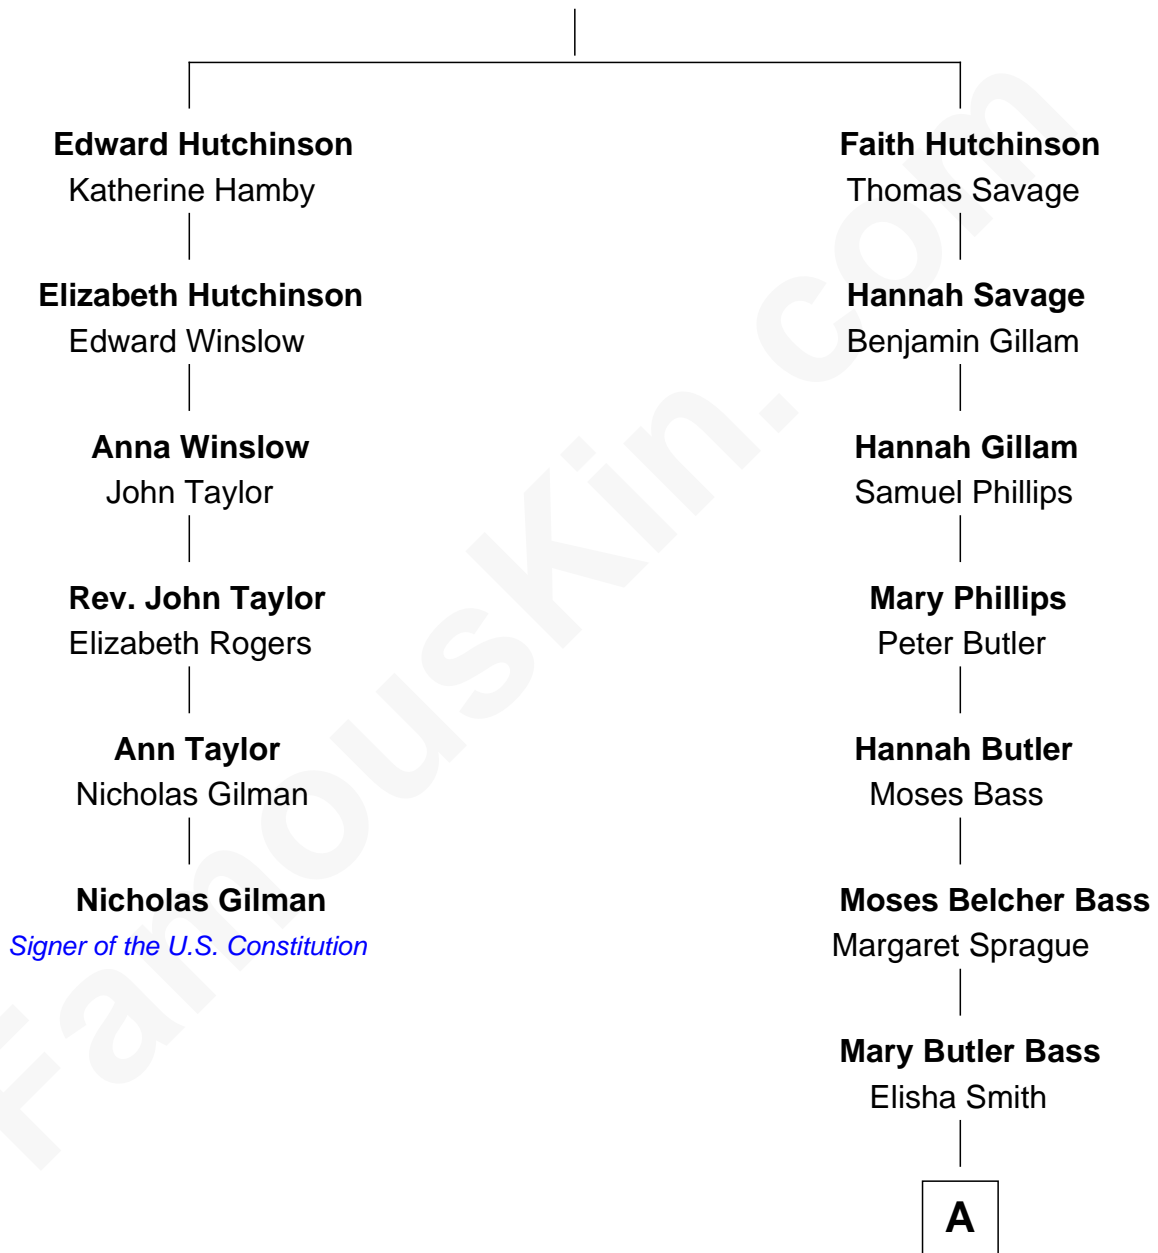 Edward Hutchinson
Katherine Hamby
Elizabeth Hutchinson
Edward Winslow
Anna Winslow
John Taylor
Rev. John Taylor
Elizabeth Rogers
Ann Taylor
Nicholas Gilman
Nicholas Gilman
Signer of the U.S. Constitution
Faith Hutchinson
Thomas Savage
Hannah Savage
Benjamin Gillam
Hannah Gillam
Samuel Phillips
Mary Phillips
Peter Butler
Hannah Butler
Moses Bass
Moses Belcher Bass
Margaret Sprague
Mary Butler Bass
Elisha Smith
A
FamousKin.com